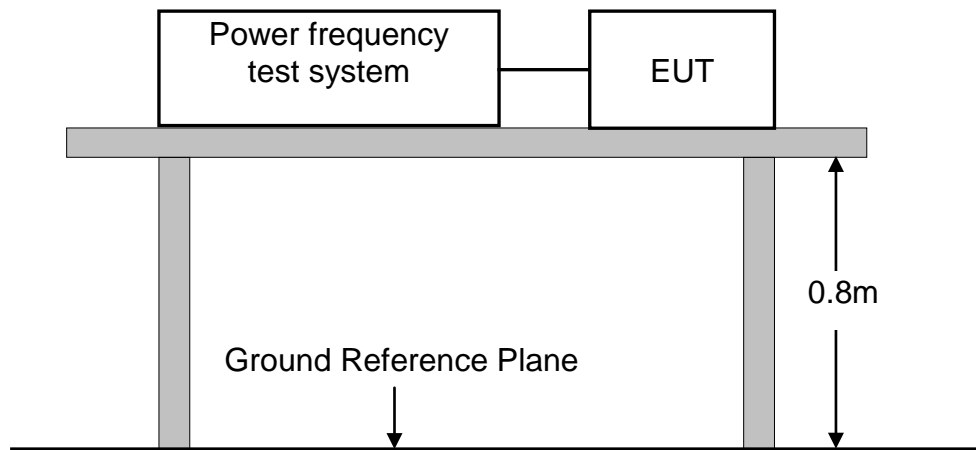 Power frequency
test system
EUT
0.8m
Ground Reference Plane